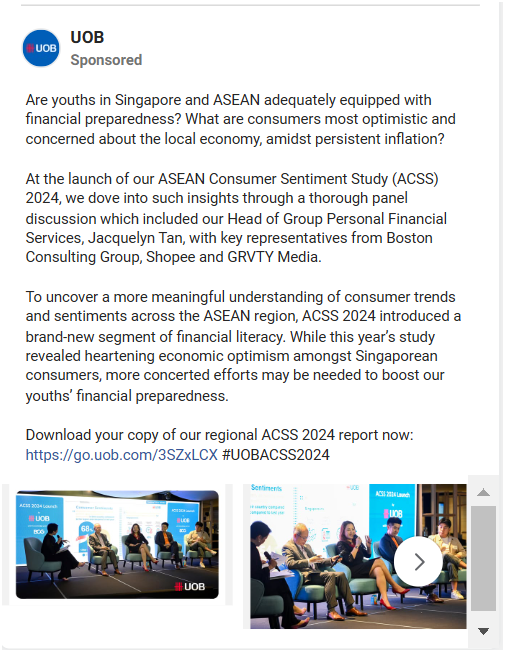 UOB
UOB
Sponsored
Are youths in Singapore and ASEAN adequately equipped with
financial preparedness? What are consumers most optimistic and
concerned about the local economy, amidst persistent inflation?
At the launch of our ASEAN Consumer Sentiment Study (ACSS)
2024, we dove into such insights through a thorough panel
discussion which included our Head of Group Personal Financial
Services, Jacquelyn Tan, with key representatives from Boston
Consulting Group, Shopee and GRVTY Media.
To uncover a more meaningful understanding of consumer trends
and sentiments across the ASEAN region, ACSS 2024 introduced a
brand-new segment of financial literacy. While this year's study
revealed heartening economic optimism amongst Singaporean
consumers, more concerted efforts may be needed to boost our
youths' financial preparedness.
Download your copy of our regional ACSS 2024 report now:
https://go.uob.com/3SZxLCX #UOBACSS2024
ACSS 2024 Launch
UOB
BCG
68
ACSS 2024 Launch
UOB
UOB
Sentiments
UOB
ACSS 2024 Launch
UOB